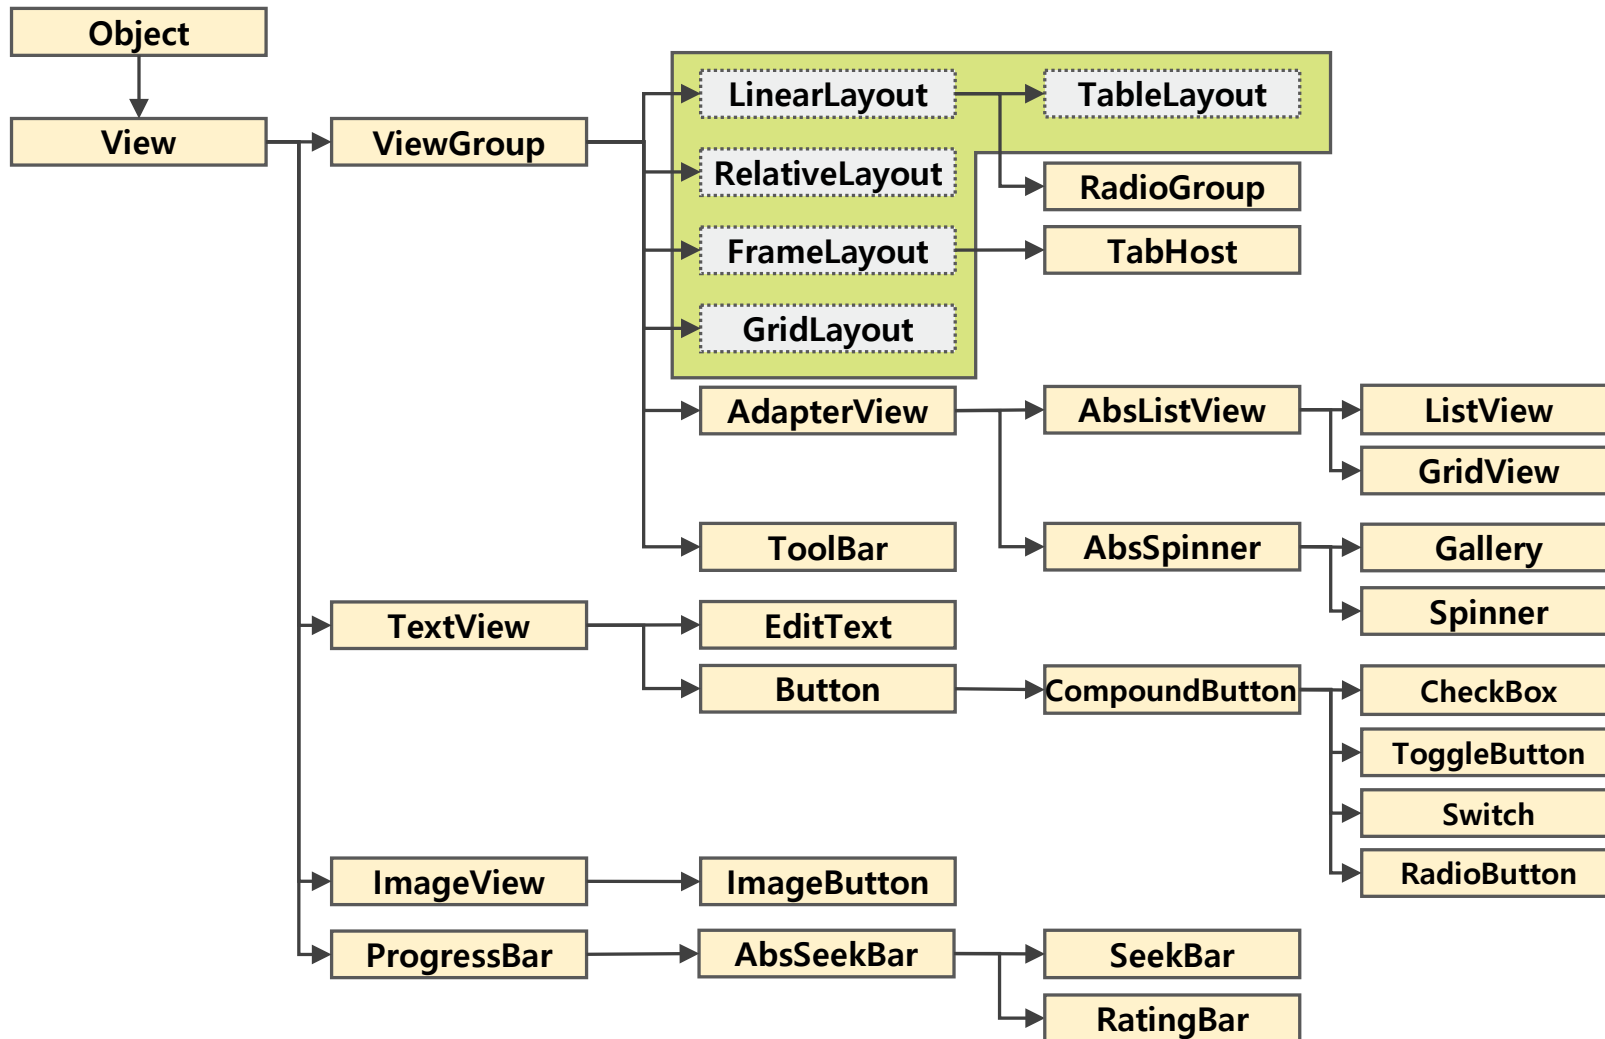 Object
View
ViewGroup
LinearLayout
TableLayout
RelativeLayout
RadioGroup
FrameLayout
TabHost
GridLayout
AdapterView
AbsListView
ListView
GridView
ToolBar
AbsSpinner
Gallery
Spinner
TextView
EditText
Button
CompoundButton
CheckBox
ToggleButton
Switch
RadioButton
ImageView
ImageButton
ProgressBar
AbsSeekBar
SeekBar
RatingBar